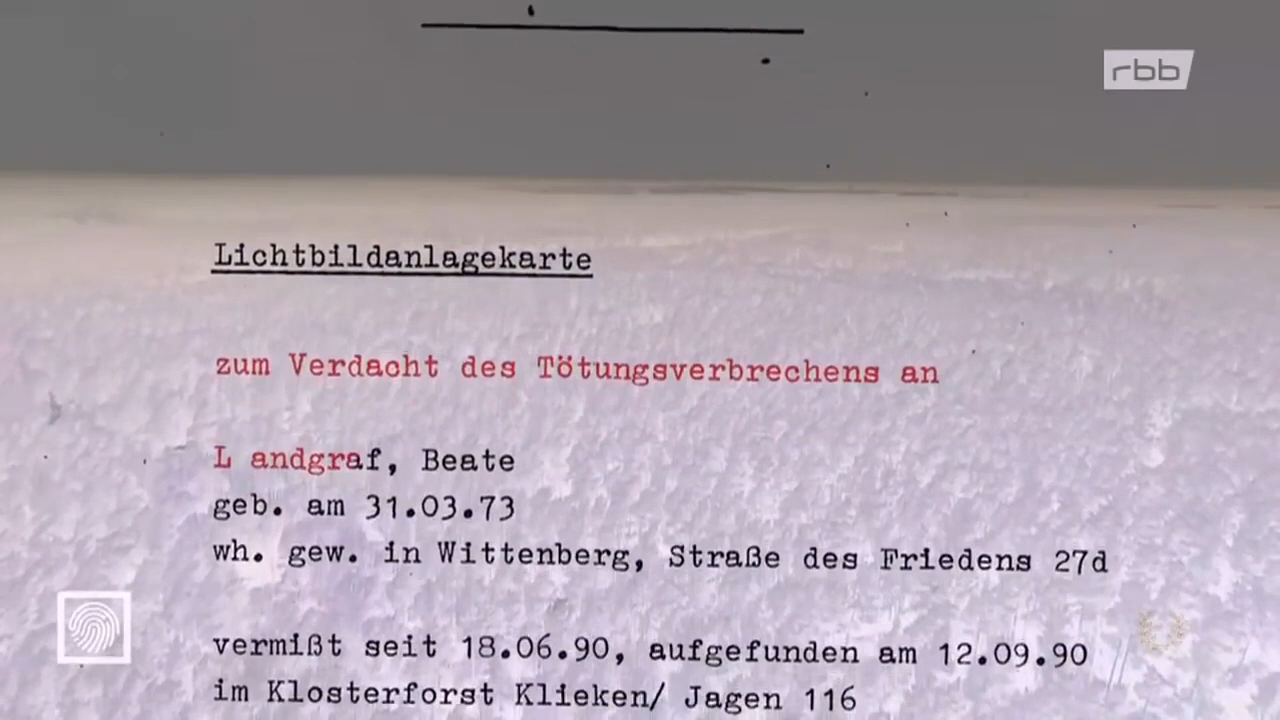 rbb
Lichtbildanlagekarte
zum Verdacht des Tötungsverbrechens an
L andgraf, Beate
geb. am 31.03.73
wh. gew. in Wittenberg, Straße des Friedens 27d
vermißt seit 18.06.90, aufgefunden am 12.09.90
im Klosterforst Klieken/ Jagen 116